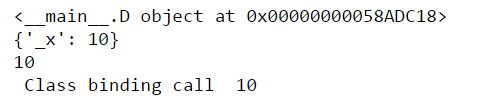 <__main__.D object at 0x00000000058ADC18>
{'_x': 10}
10
 Class binding call  10